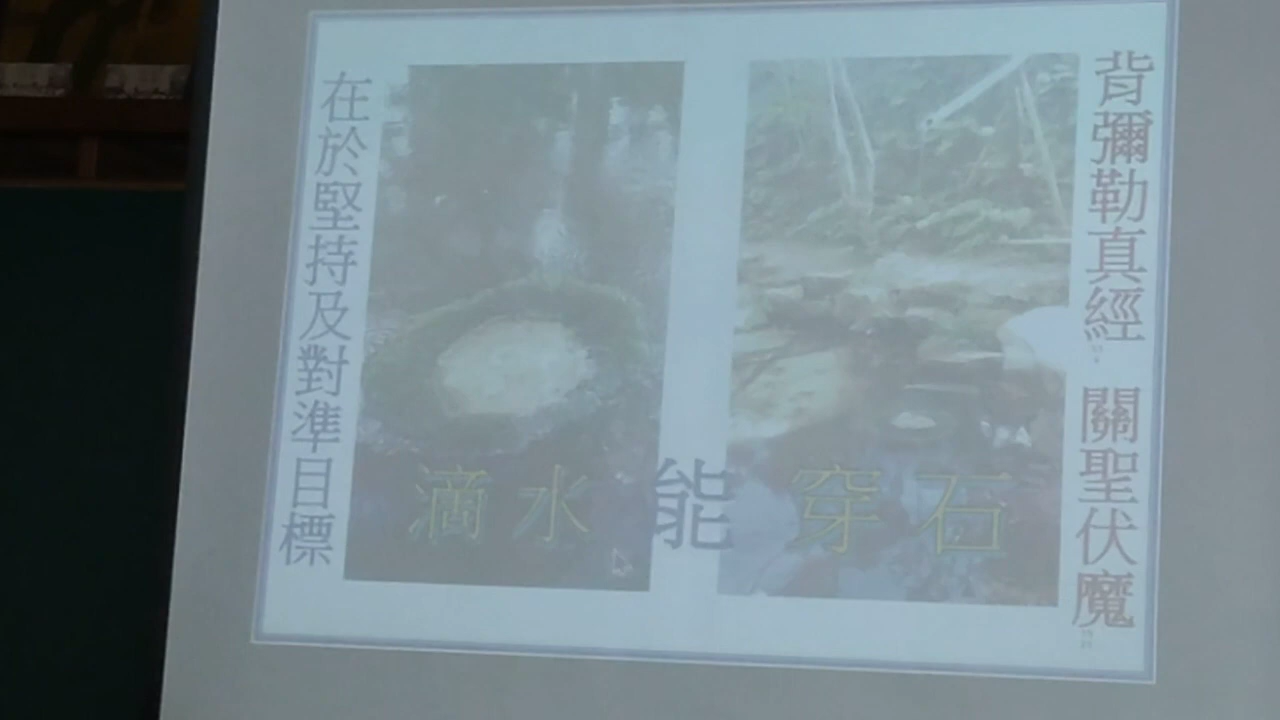 背彌勒真經 關聖伏魔
滴水能穿石
在於堅持及對準目標